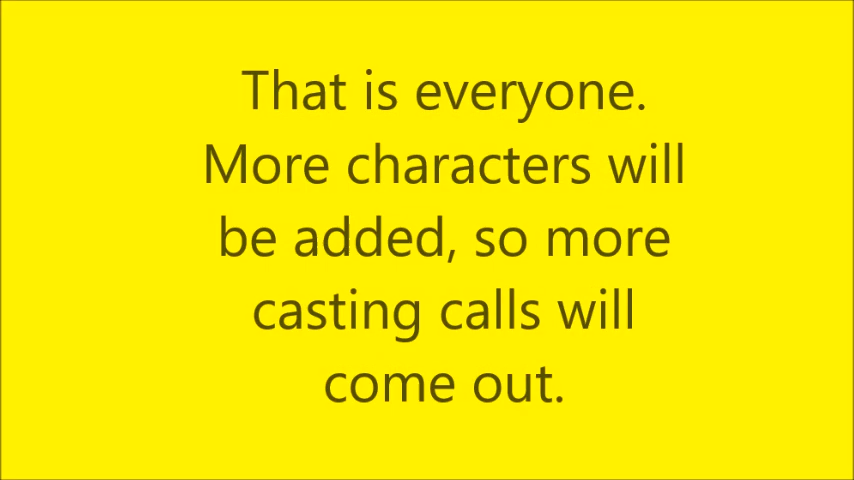 That is everyone.
More characters will
be added, so more
casting calls will
come out.